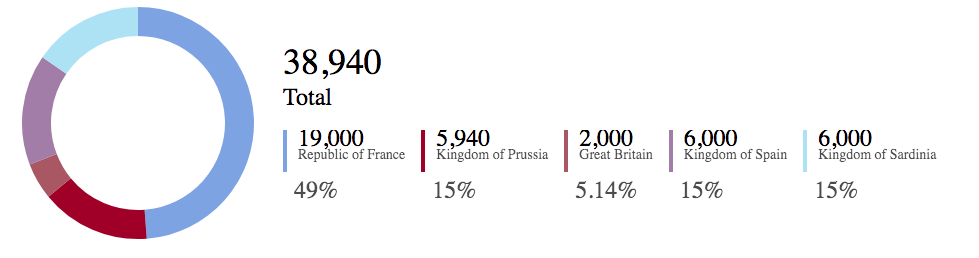 38,940
Total
19,000 5,940 2,000 6,000 6,000
Republic of France Kingdom of Prussia Great Britain Kingdom of Spain Kingdom of Sardinia
49% 15% 5.14% 15% 15%